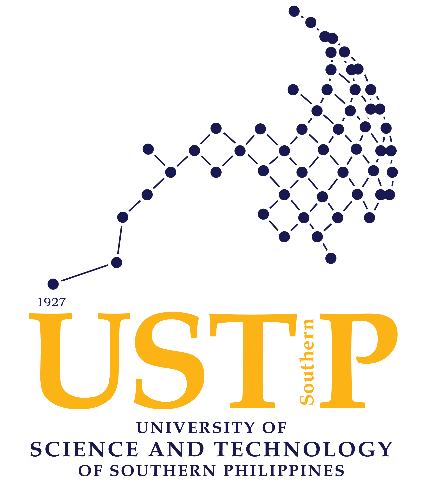 1927
USTP
Southern
UNIVERSITY OF
SCIENCE AND TECHNOLOGY
OF SOUTHERN PHILIPPINES